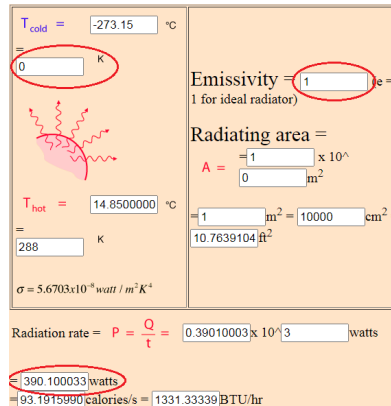 T cold = -273.15 °C
=
0 K
T hot = 14.8500000 °C
=
288 K
σ = 5.6703x10⁻⁸ watt / m²K⁴
Emissivity = 1 (e =
1 for ideal radiator)
Radiating area =
A = = 1 x 10^
0 m²
= 1 m² = 10000 cm²
10.7639104 ft²
Radiation rate = P = Q/t = 0.39010003 x 10^ 3 watts
= 390.100033 watts
= 93.1915990 calories/s = 1331.33339 BTU/hr